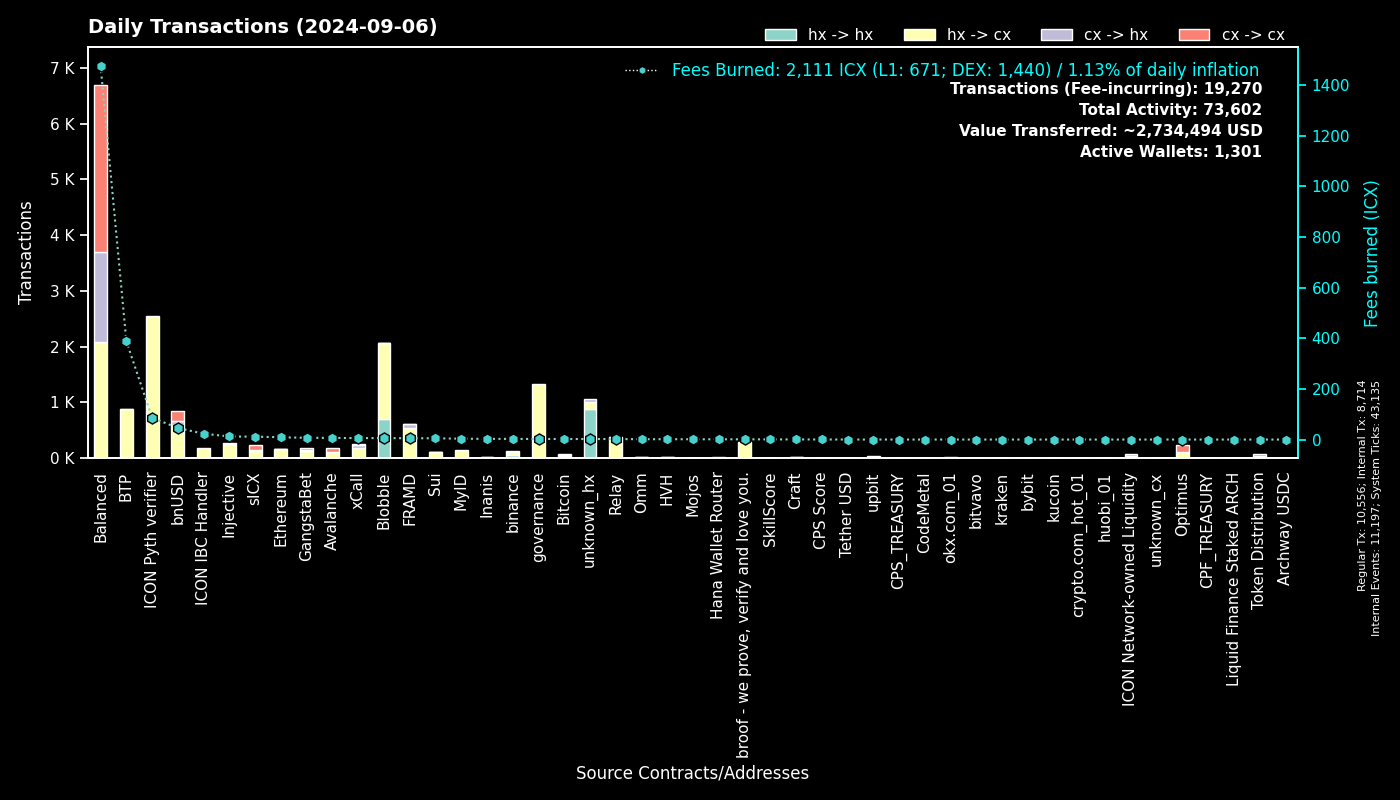 Daily Transactions (2024-09-06)
hx -> hx
hx -> cx
cx -> hx
cx -> cx
Fees Burned: 2,111 ICX (L1: 671; DEX: 1,440) / 1.13% of daily inflation
Transactions (Fee-incurring): 19,270
Total Activity: 73,602
Value Transferred: ~2,734,494 USD
Active Wallets: 1,301
Transactions
7 K
6 K
5 K
4 K
3 K
2 K
1 K
0 K
1400
1200
1000
800
600
400
200
0
Fees burned (ICX)
Balanced
BTP
ICON Pyth verifier
bnUSD
ICON IBC Handler
Injective
sICX
Ethereum
GangstaBet
Avalanche
xCall
Blobble
FRAMD
Sui
MyID
Inanis
binance
governance
Bitcoin
unknown_hx
Relay
Omm
HVH
Mojos
Hana Wallet Router
broof - we prove, verify and love you.
SkillScore
Craft
CPS Score
Tether USD
upbit
CPS_TREASURY
CodeMetal
okx.com_01
bitvavo
kraken
bybit
kucoin
crypto.com_hot_01
huobi_01
ICON Network-owned Liquidity
unknown_cx
Optimus
CPF_TREASURY
Liquid Finance Staked ARCH
Token Distribution
Archway USDC
Source Contracts/Addresses
Regular Tx: 10,556; Internal Tx: 8,714
Internal Events: 11,197; System Ticks: 43,135